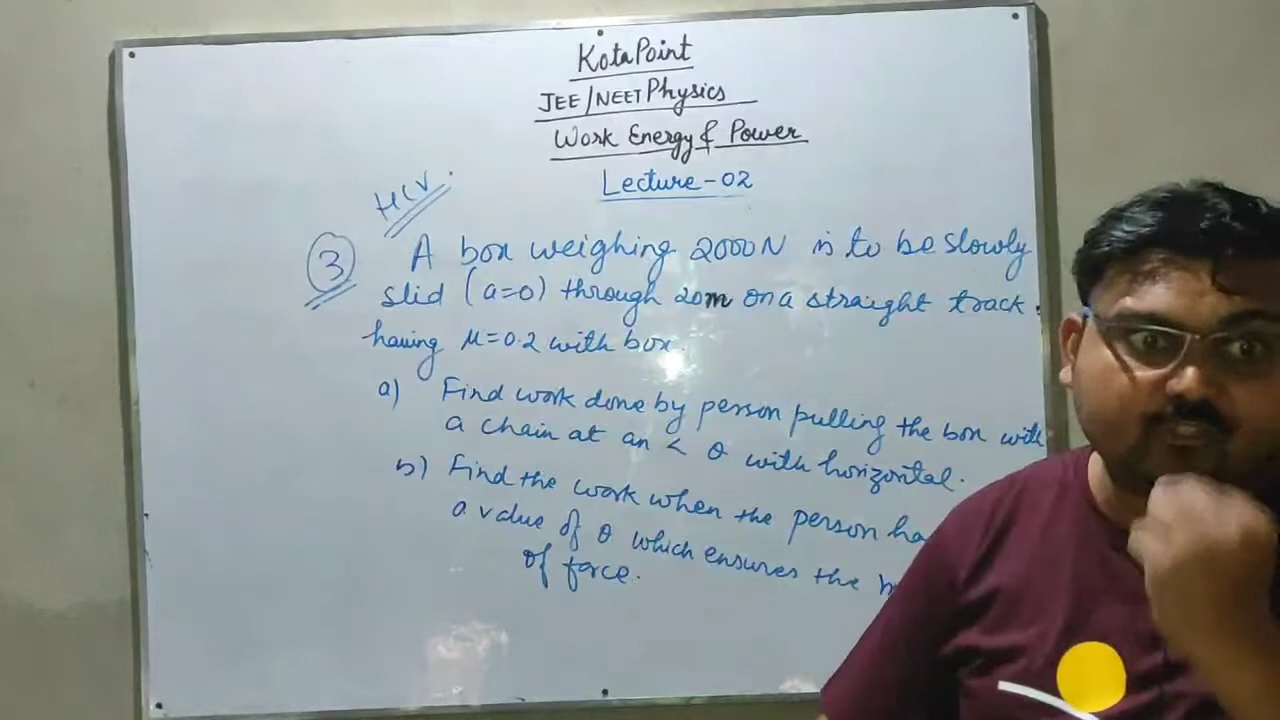 KotaPoint
JEE/NEET Physics
Work Energy & Power
Lecture-02
HCV.
3 A box weighing 2000N is to be slowly
slid (a=0) through 20m on a straight track.
having μ=0.2 with box.
a) Find work done by person pulling the box with
a chain at an < θ with horizontal.
b) Find the work when the person
a value of θ which ensures the
of force.